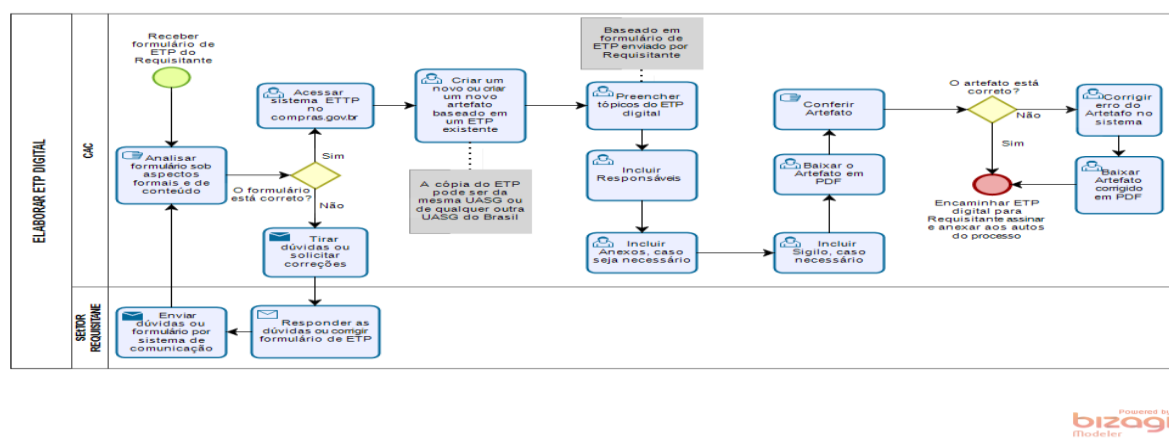 ELABORAR ETP DIGITAL
CAC
Receber
formulário de
ETP do
Requisitante
Analisar
formulário sob
aspectos
formais e de
conteúdo
O formulário
está correto?
Sim
Não
Acessar
sistema ETTP
no
compras.gov.br
Criar um
novo ou criar
um novo
artefato
baseado em
um ETP
existente
A cópia do ETP
pode ser da
mesma UASG ou
de qualquer outra
UASG do Brasil
Tirar
dúvidas ou
solicitar
correções
Baseado em
formulário de
ETP enviado por
Requisitante
Preencher
tópicos do ETP
digital
Incluir
Responsáveis
Incluir
Anexos, caso
seja necessário
Incluir
Sigilo, caso
necessário
Baixar o
Artefato em
PDF
Conferir
Artefato
O artefato está
correto?
Não
Sim
Corrigir
erro do
Artetafo no
sistema
Baixar
Artefato
corrigido
em PDF
Encaminhar ETP
digital para
Requisitante assinar
e anexar aos autos
do processo
SEITOR
REQUISITANE
Enviar
dúvidas ou
formulário por
sistema de
comunicação
Responder as
dúvidas ou corrigir
formulário de ETP
Powered by
bizagi
Modeler